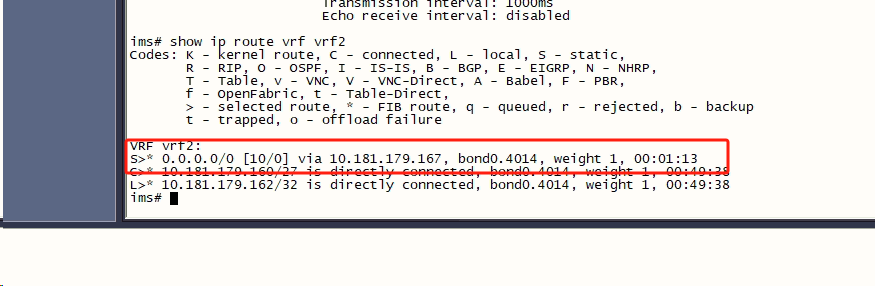 Transmission interval: 1000ms
Echo receive interval: disabled
ims# show ip route vrf vrf2
Codes: K - kernel route, C - connected, L - local, S - static,
R - RIP, O - OSPF, I - IS-IS, B - BGP, E - EIGRP, N - NHRP,
T - Table, v - VNC, V - VNC-Direct, A - Babel, F - PBR,
f - OpenFabric, t - Table-Direct,
> - selected route, * - FIB route, q - queued, r - rejected, b - backup
t - trapped, o - offload failure
VRF vrf2:
S>* 0.0.0.0/0 [10/0] via 10.181.179.167, bond0.4014, weight 1, 00:01:13
C>* 10.181.179.160/27 is directly connected, bond0.4014, weight 1, 00:49:38
L>* 10.181.179.162/32 is directly connected, bond0.4014, weight 1, 00:49:38
ims#